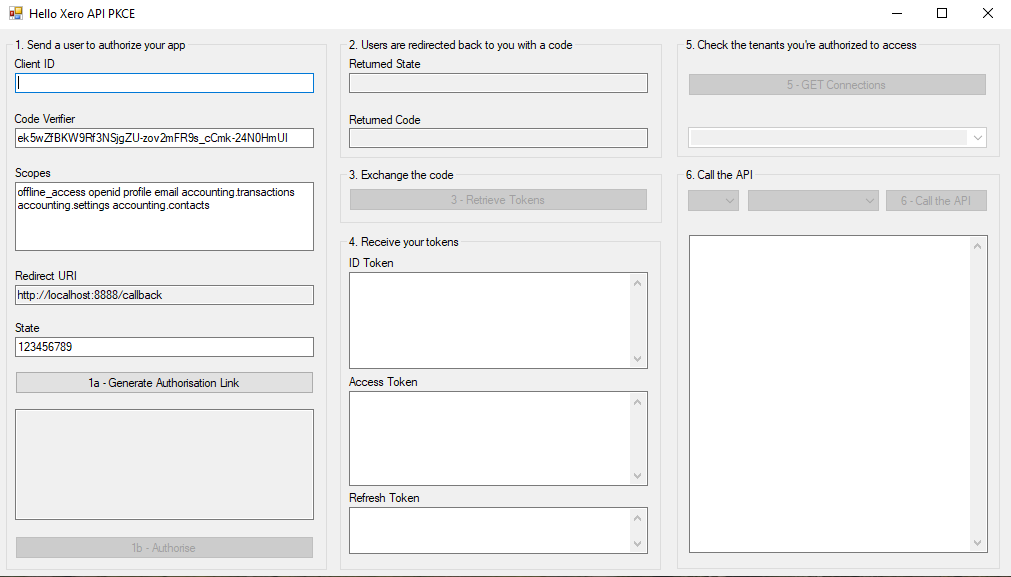 Hello Xero API PKCE
1. Send a user to authorize your app
Client ID
Code Verifier
ek5wZfBKW9Rf3NSjgZU-zov2mFR9s_cCmk-24N0HmUI
Scopes
offline_access openid profile email accounting.transactions
accounting.settings accounting.contacts
Redirect URI
http://localhost:8888/callback
State
123456789
1a - Generate Authorisation Link
1b - Authorise
2. Users are redirected back to you with a code
Returned State
Returned Code
3. Exchange the code
3 - Retrieve Tokens
4. Receive your tokens
ID Token
Access Token
Refresh Token
5. Check the tenants you're authorized to access
5 - GET Connections
6. Call the API
6 - Call the API